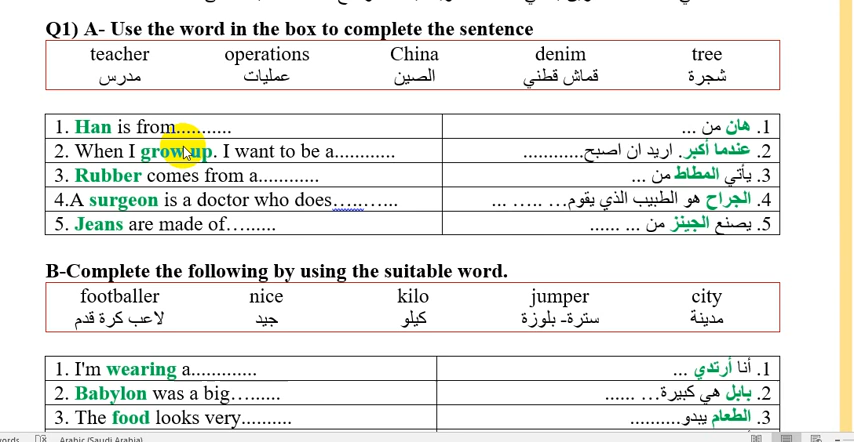 Q1) A- Use the word in the box to complete the sentence
teacher operations China denim tree
مدرس عمليات الصين قماش قطني شجرة
1. Han is from........... 1. هان من ...
2. When I grow up. I want to be a............ 2. عندما أكبر. اريد ان اصبح............
3. Rubber comes from a............ 3. يأتي المطاط من ...
4.A surgeon is a doctor who does…..…... 4. الجراح هو الطبيب الذي يقوم… ….. ...
5. Jeans are made of…....... 5. يصنع الجينز من ... ......
B-Complete the following by using the suitable word.
footballer nice kilo jumper city
لاعب كرة قدم جيد كيلو سترة- بلوزة مدينة
1. I'm wearing a............. 1. أنا أرتدي ...
2. Babylon was a big…...... 2. بابل هي كبيرة… ......
3. The food looks very.......... 3. الطعام يبدو..........
Arabic (Saudi Arabia)